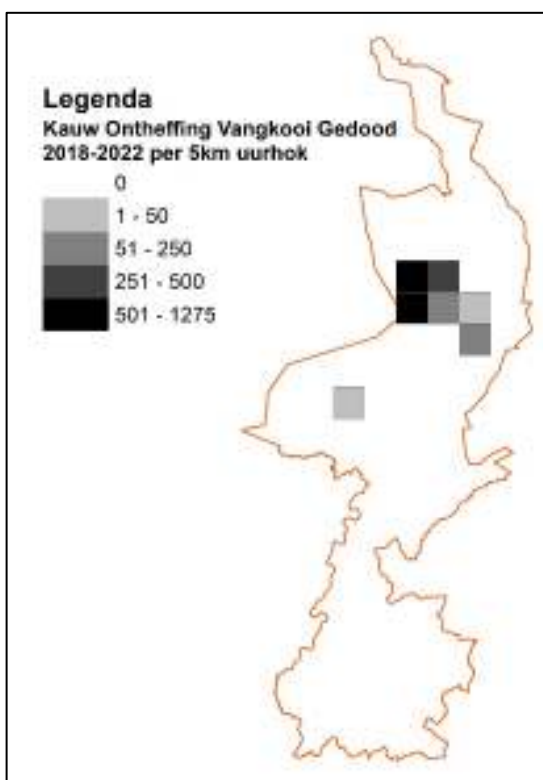 Legenda
Kauw Ontheffing Vangkooi Gedood
2018-2022 per 5km uurhok
0
1 - 50
51 - 250
251 - 500
501 - 1275